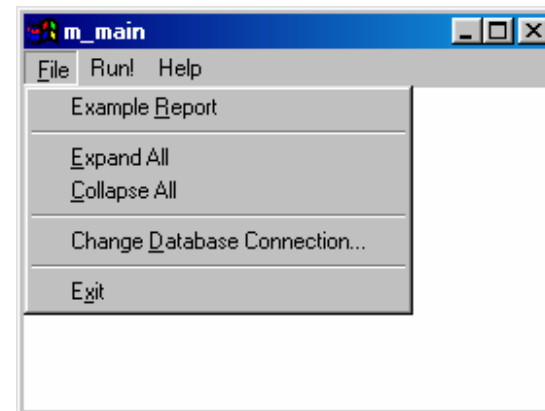 m_main
File Run! Help
Example Report
Expand All
Collapse All
Change Database Connection...
Exit